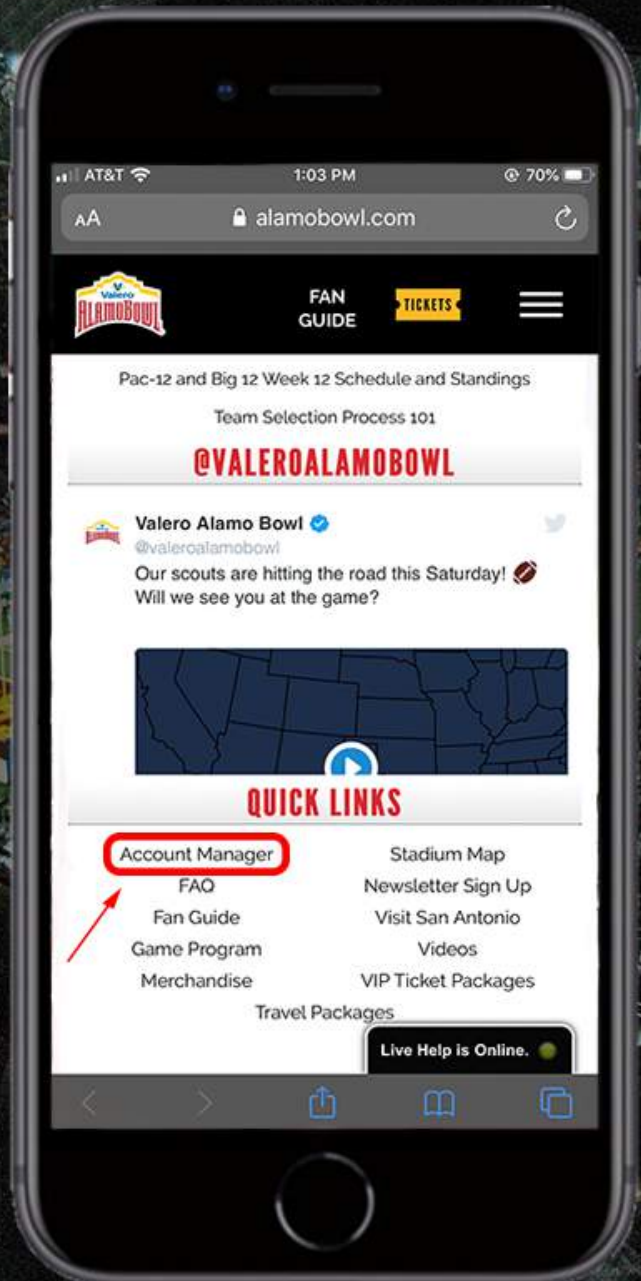 AT&T 1:03 PM 70%
AA alamobowl.com
Valero
ALAMOBOWL
FAN
GUIDE
TICKETS
Pac-12 and Big 12 Week 12 Schedule and Standings
Team Selection Process 101
@VALEROALAMOBOWL
ALAMOBOWL
Valero Alamo Bowl
@valeroalamobowl
Our scouts are hitting the road this Saturday! 🏈
Will we see you at the game?
QUICK LINKS
Account Manager Stadium Map
FAQ Newsletter Sign Up
Fan Guide Visit San Antonio
Game Program Videos
Merchandise VIP Ticket Packages
Travel Packages
Live Help is Online.